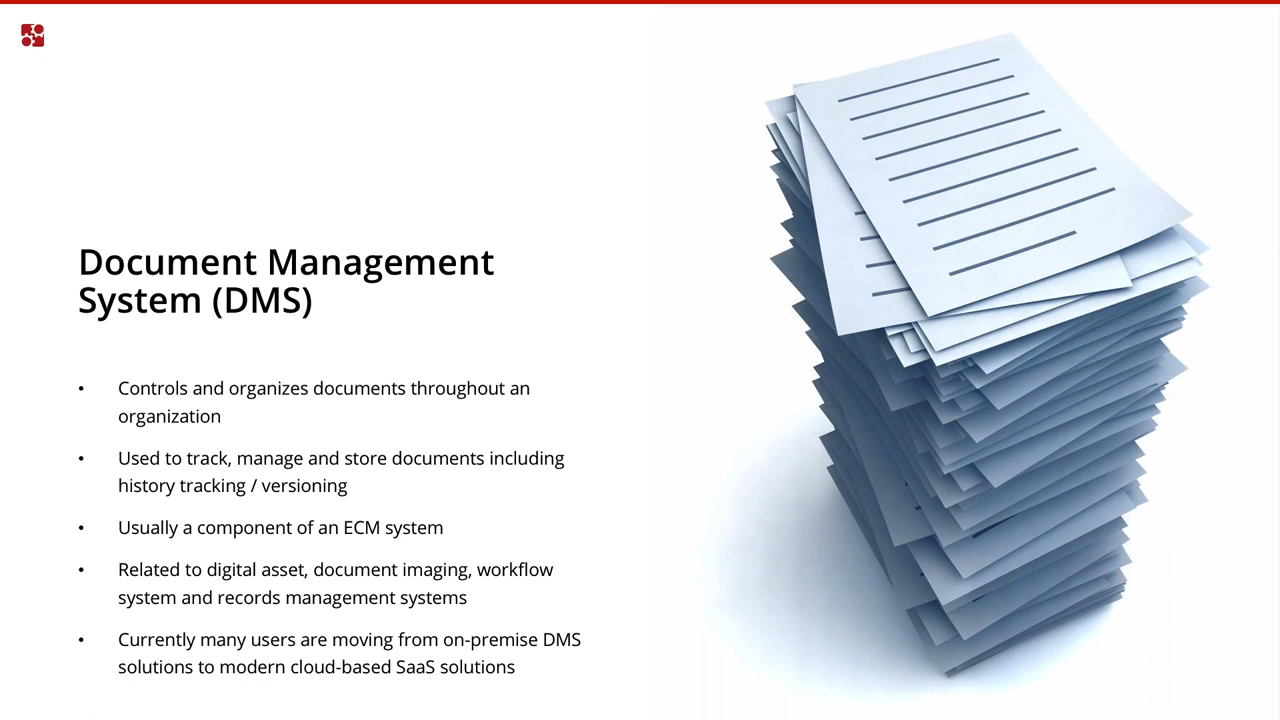 Document Management
System (DMS)
• Controls and organizes documents throughout an
organization
• Used to track, manage and store documents including
history tracking / versioning
• Usually a component of an ECM system
• Related to digital asset, document imaging, workflow
system and records management systems
• Currently many users are moving from on-premise DMS
solutions to modern cloud-based SaaS solutions